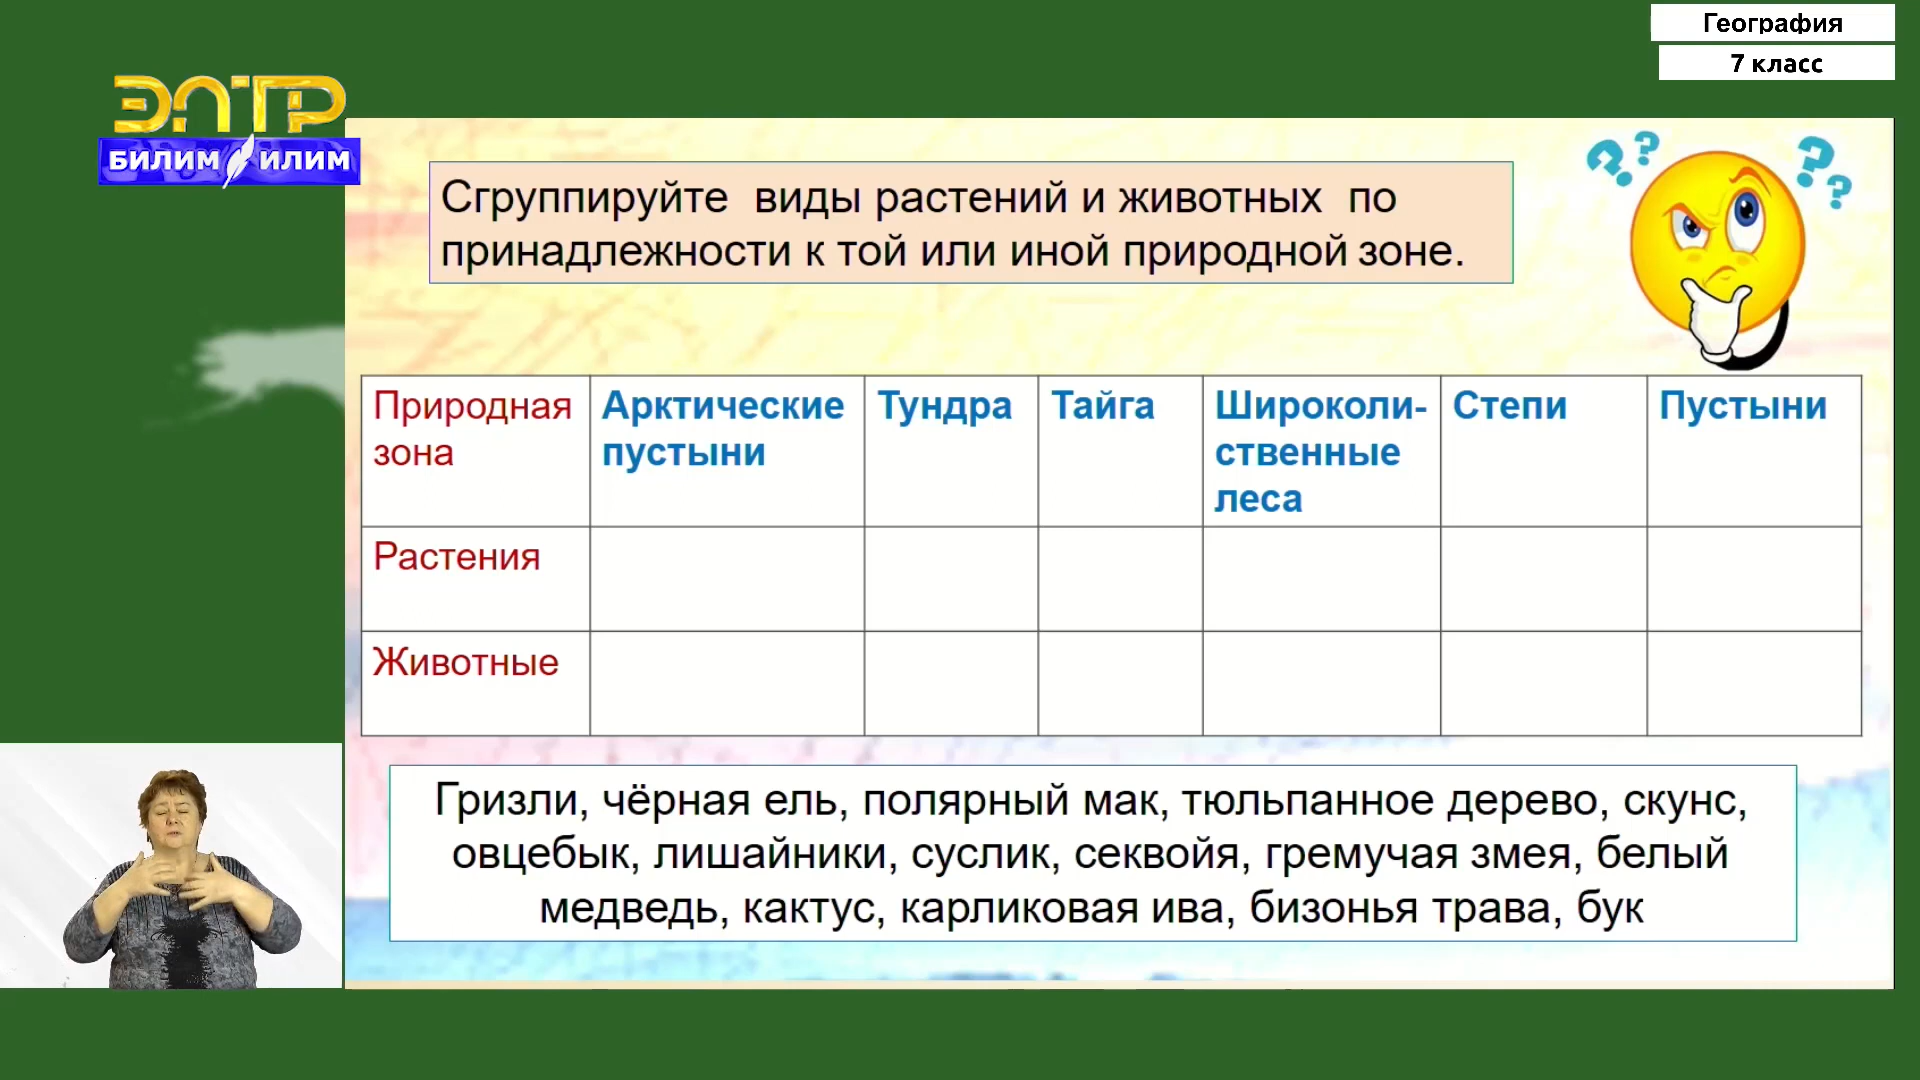 География
7 класс
ЭЛТР
БИЛИМ ИЛИМ
Сгруппируйте виды растений и животных по
принадлежности к той или иной природной зоне.
Природная зона
Арктические пустыни
Тундра
Тайга
Широколи-
ственные
леса
Степи
Пустыни
Растения
Животные
Гризли, чёрная ель, полярный мак, тюльпанное дерево, скунс,
овцебык, лишайники, суслик, секвойя, гремучая змея, белый
медведь, кактус, карликовая ива, бизонья трава, бук